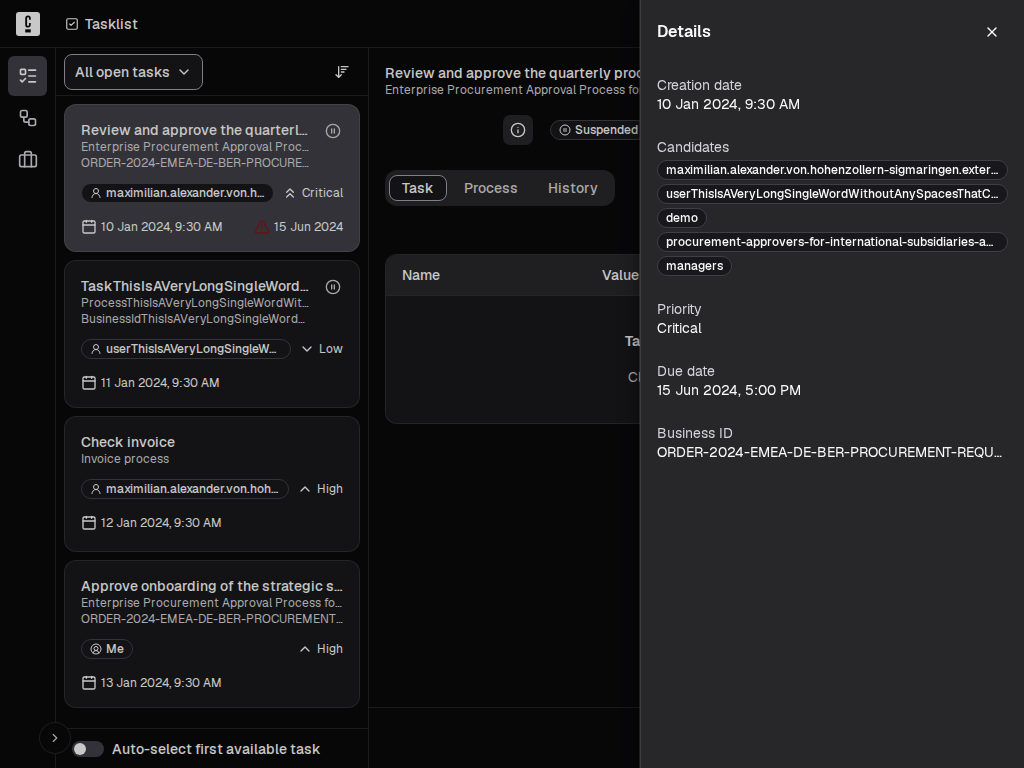 Tasklist
All open tasks
Review and approve the quarterl...
Enterprise Procurement Approval Proc...
ORDER-2024-EMEA-DE-BER-PROCURE...
maximilian.alexander.von.h...
Critical
10 Jan 2024, 9:30 AM
15 Jun 2024
TaskThisIsAVeryLongSingleWord...
ProcessThisIsAVeryLongSingleWordWit...
BusinessIdThisIsAVeryLongSingleWord...
userThisIsAVeryLongSingleW...
Low
11 Jan 2024, 9:30 AM
Check invoice
Invoice process
maximilian.alexander.von.hoh...
High
12 Jan 2024, 9:30 AM
Approve onboarding of the strategic s...
Enterprise Procurement Approval Process fo...
ORDER-2024-EMEA-DE-BER-PROCUREMENT...
Me
High
13 Jan 2024, 9:30 AM
Auto-select first available task
Review and approve the quarterly proc
Enterprise Procurement Approval Process for
Suspended
Task
Process
History
Name
Value
Ta
Details
Creation date
10 Jan 2024, 9:30 AM
Candidates
maximilian.alexander.von.hohenzollern-sigmaringen.exter...
userThisIsAVeryLongSingleWordWithoutAnySpacesThatC...
demo
procurement-approvers-for-international-subsidiaries-a...
managers
Priority
Critical
Due date
15 Jun 2024, 5:00 PM
Business ID
ORDER-2024-EMEA-DE-BER-PROCUREMENT-REQU...